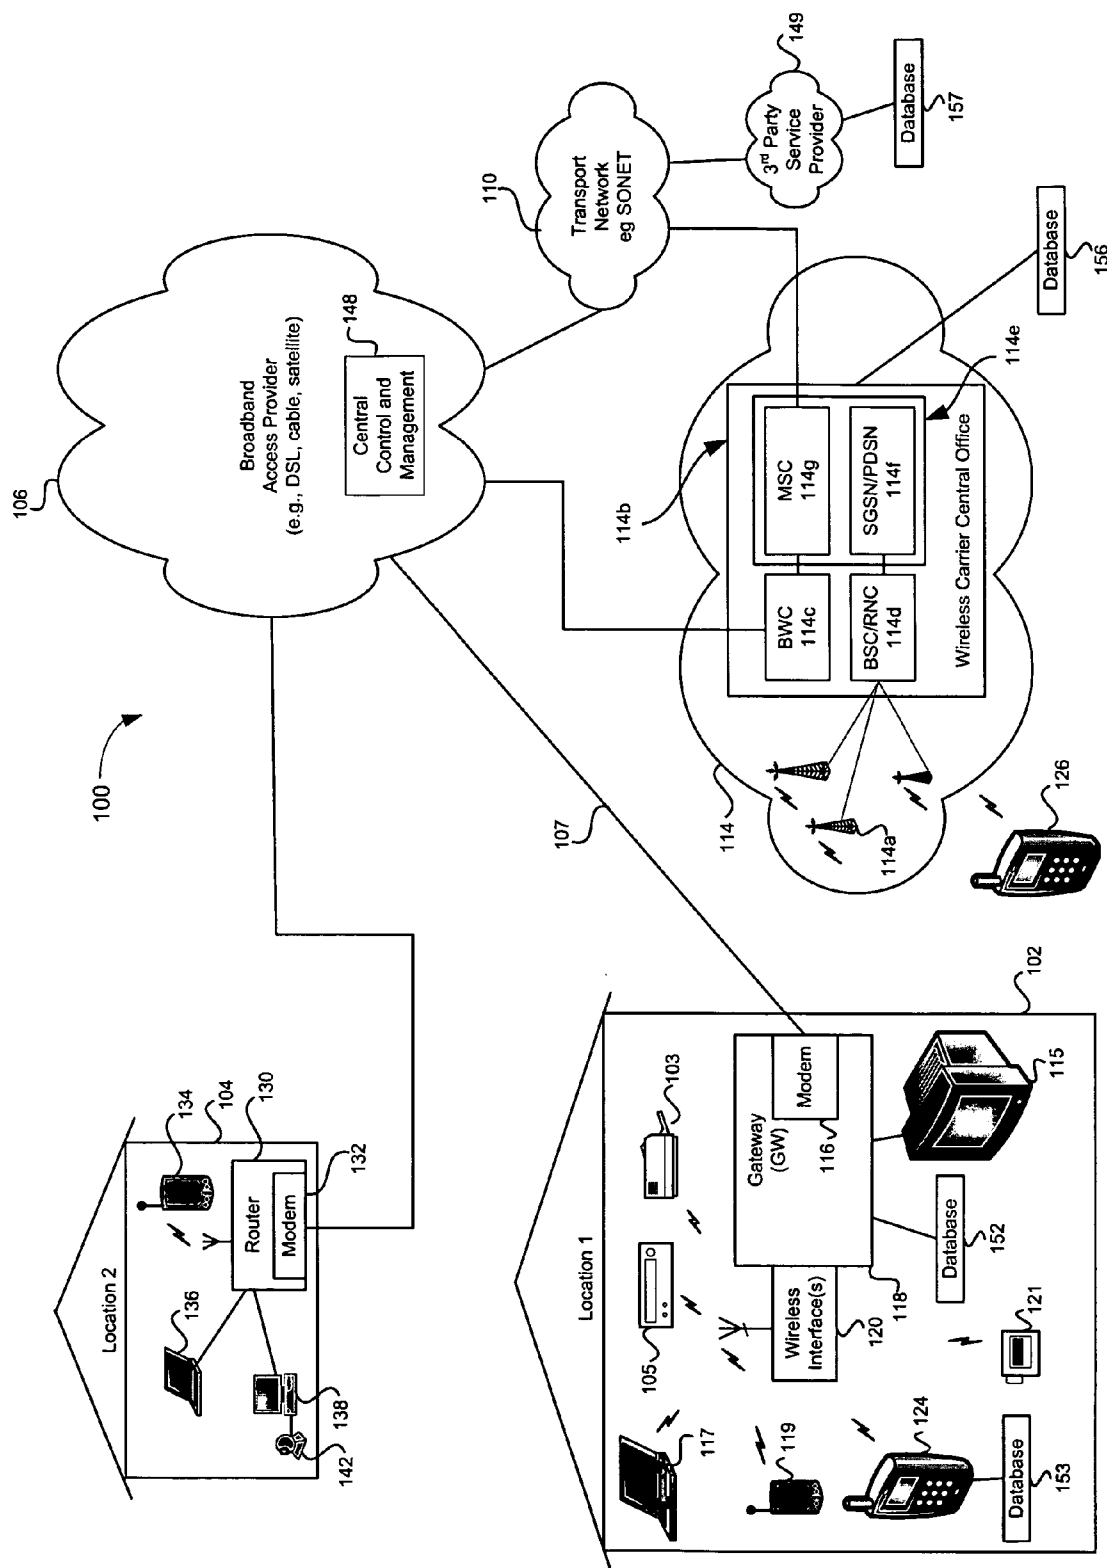 100
106
Broadband
Access Provider
(e.g., DSL, cable, satellite)
148
Central
Control and
Management
110
Transport
Network
eg SONET
149
3rd Party
Service
Provider
Database
157
Location 2
134
104
130
Router
Modem
132
136
138
142
107
114
114a
114b
MSC
114g
SGSN/PDSN
114f
114e
BWC
114c
BSC/RNC
114d
Wireless Carrier Central Office
Database
156
126
Location 1
102
103
105
Gateway
(GW)
Modem
116
115
Wireless
Interface(s)
120
118
Database
152
117
119
121
124
Database
153